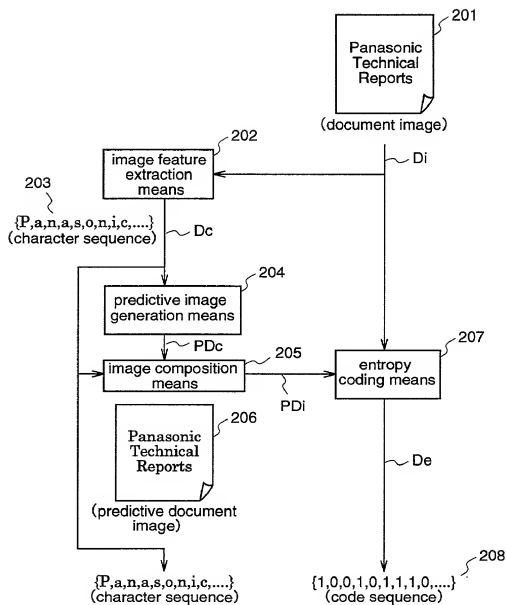 201
Panasonic
Technical
Reports
(document image)
202
Di
image feature
extraction
means
203
{P,a,n,a,s,o,n,i,c,....}
(character sequence)
Dc
204
predictive image
generation means
207
PDc
205
image composition
means
entropy
coding means
PDi
206
Panasonic
Technical
Reports
De
(predictive document
image)
208
{P,a,n,a,s,o,n,i,c,....}
(character sequence)
{1,0,0,1,0,1,1,1,0,....}
(code sequence)